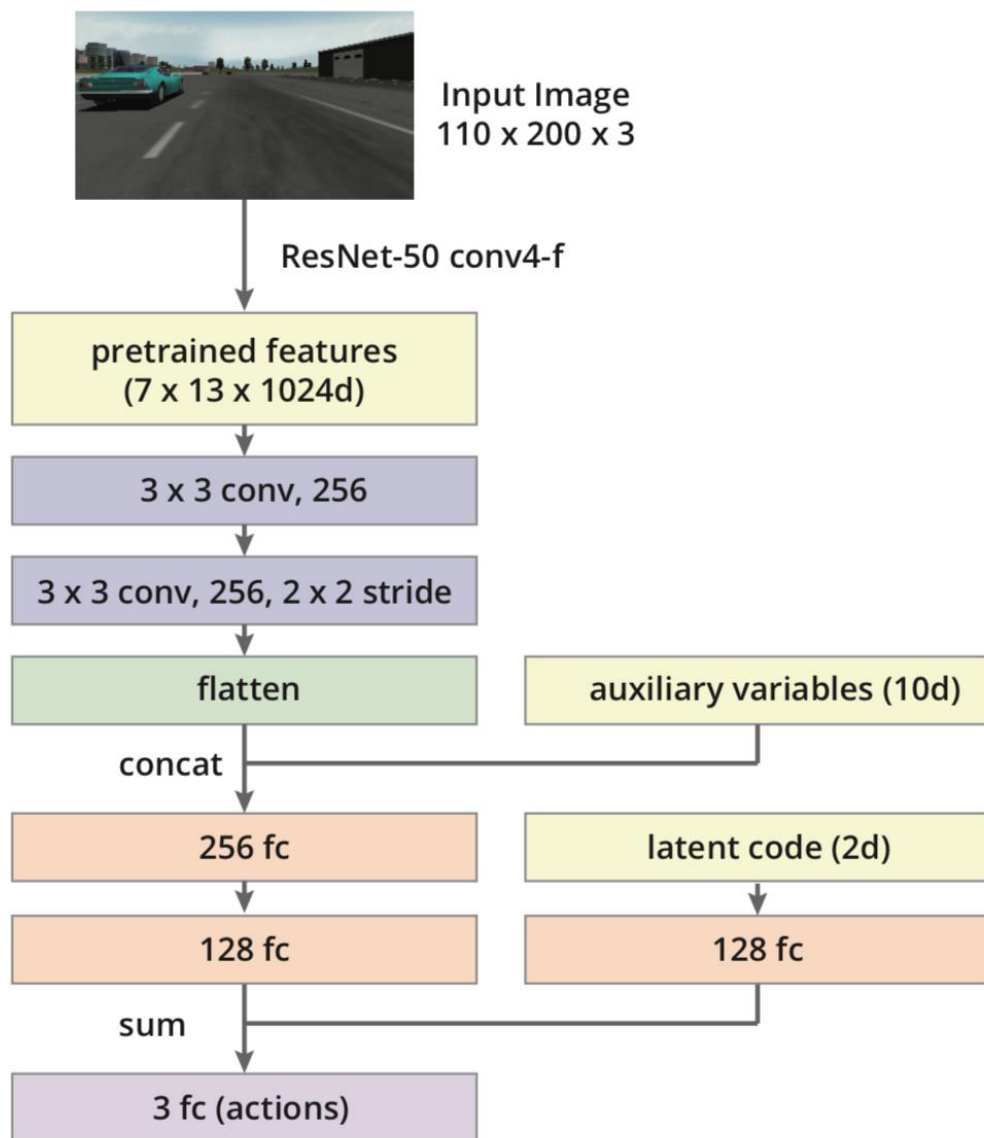 Input Image
110 x 200 x 3
ResNet-50 conv4-f
pretrained features
(7 x 13 x 1024d)
3 x 3 conv, 256
3 x 3 conv, 256, 2 x 2 stride
flatten
auxiliary variables (10d)
concat
256 fc
latent code (2d)
128 fc
128 fc
sum
3 fc (actions)